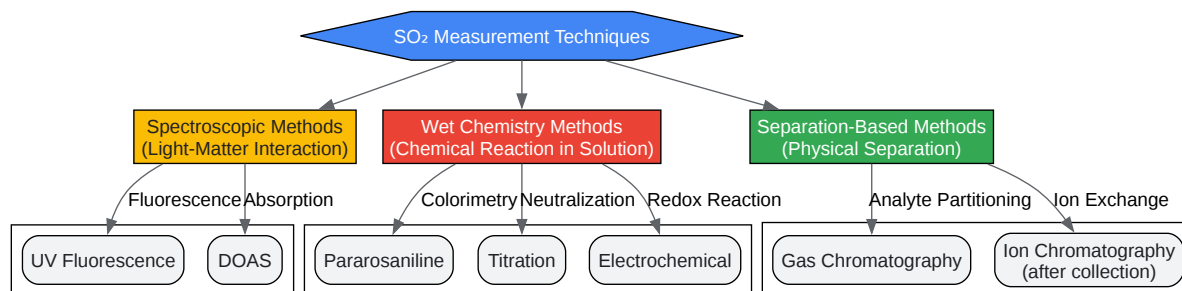 SO₂ Measurement Techniques
Spectroscopic Methods
(Light-Matter Interaction)
Wet Chemistry Methods
(Chemical Reaction in Solution)
Separation-Based Methods
(Physical Separation)
Fluorescence
Absorption
Colorimetry
Neutralization
Redox Reaction
Analyte Partitioning
Ion Exchange
UV Fluorescence
DOAS
Pararosaniline
Titration
Electrochemical
Gas Chromatography
Ion Chromatography
(after collection)